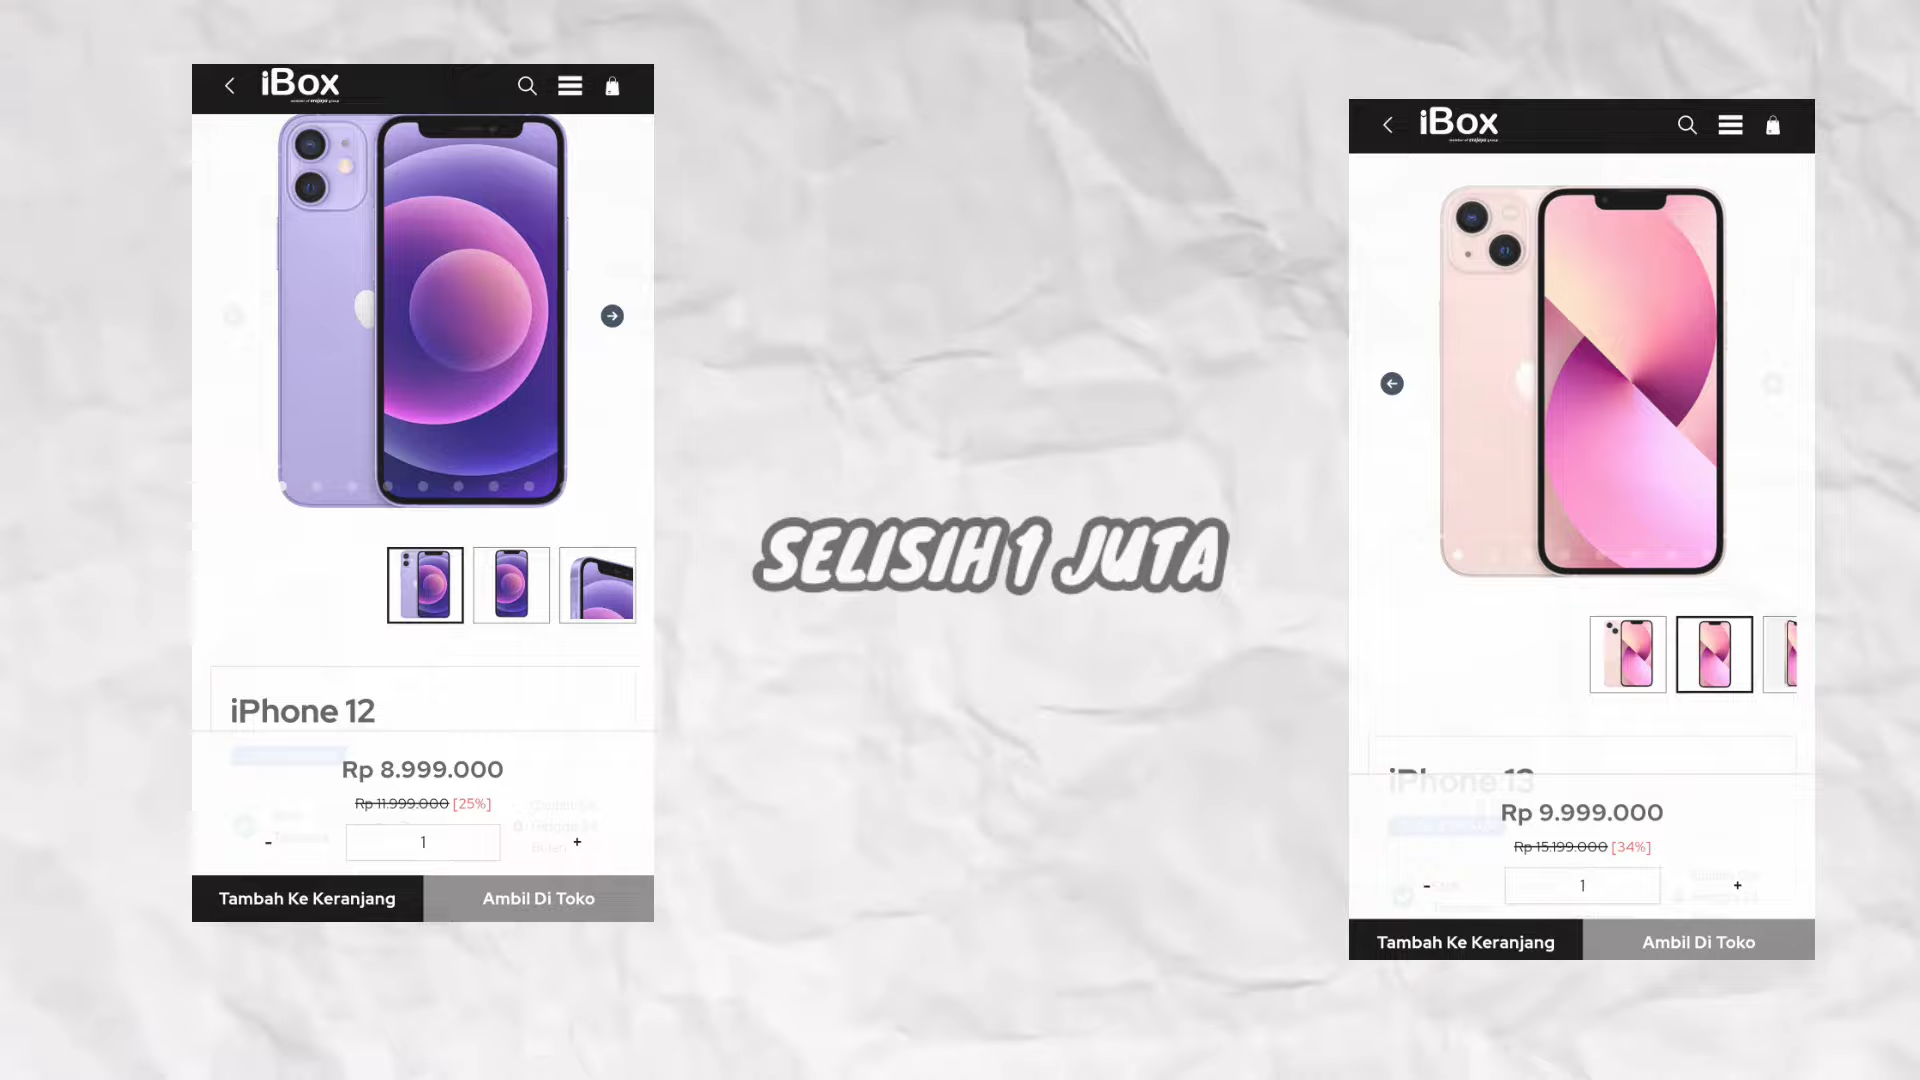 iBox
iPhone 12
Rp 8.999.000
Rp 11.999.000 [25%]
- 1 +
Tambah Ke Keranjang
Ambil Di Toko
SELISIH 1 JUTA
iBox
iPhone 13
Rp 9.999.000
Rp 15.199.000 [34%]
- 1 +
Tambah Ke Keranjang
Ambil Di Toko